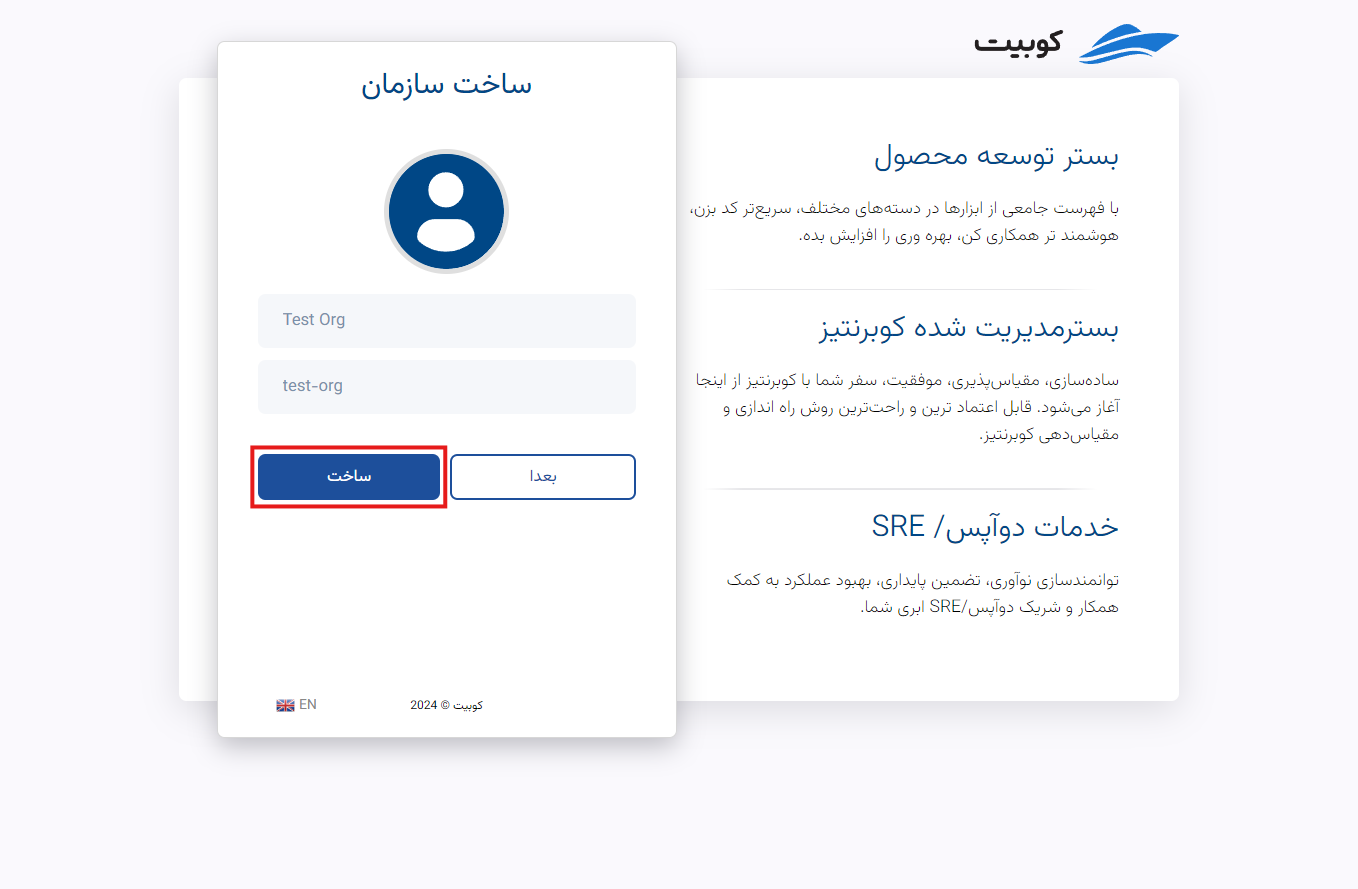 کوبیت
بستر توسعه محصول
با فهرست جامعی از ابزارها در دسته‌های مختلف، سریع‌تر کد بزن،
هوشمند تر همکاری کن، بهره وری را افزایش بده.
بسترمدیریت شده کوبرنتیز
ساده‌سازی، مقیاس‌پذیری، موفقیت، سفر شما با کوبرنتیز از اینجا
آغاز می‌شود. قابل اعتماد ترین و راحت‌ترین روش راه اندازی و
مقیاس‌دهی کوبرنتیز.
خدمات دوآپس/ SRE
توانمندسازی نوآوری، تضمین پایداری، بهبود عملکرد به کمک
همکار و شریک دوآپس/SRE ابری شما.
ساخت سازمان
Test Org
test-org
بعدا
ساخت
کوبیت © 2024
EN